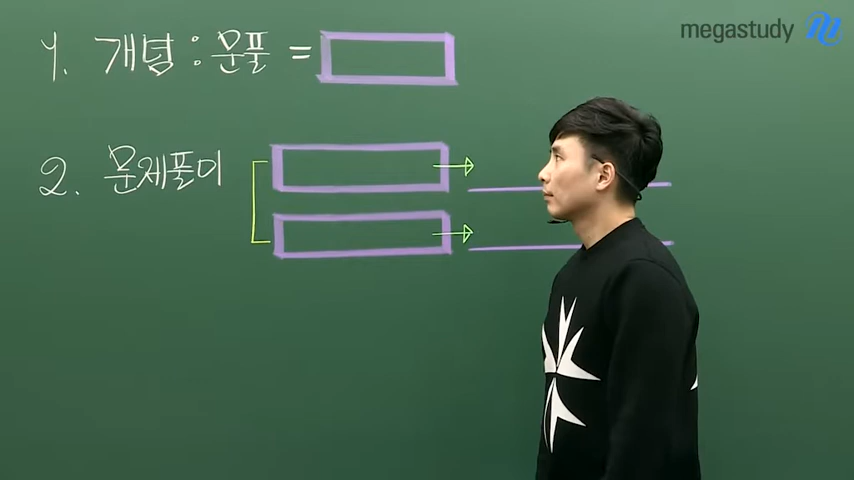 megastudy
1. 개념 : 문풀 =
2. 문제풀이